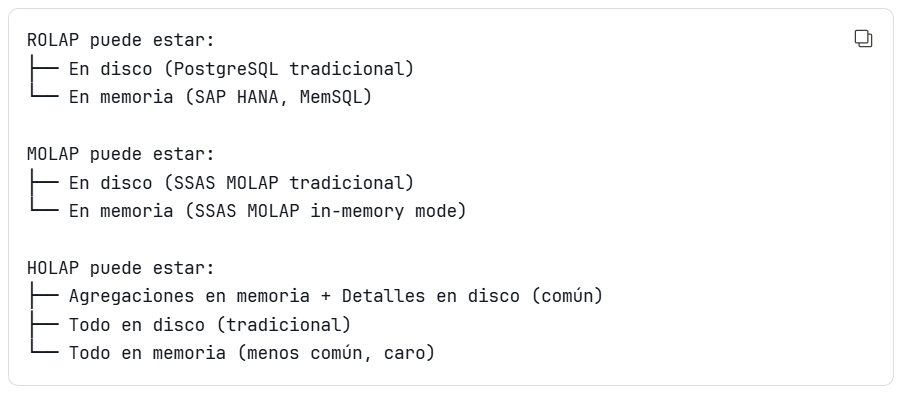 ROLAP puede estar:
├── En disco (PostgreSQL tradicional)
└── En memoria (SAP HANA, MemSQL)
MOLAP puede estar:
├── En disco (SSAS MOLAP tradicional)
└── En memoria (SSAS MOLAP in-memory mode)
HOLAP puede estar:
├── Agregaciones en memoria + Detalles en disco (común)
├── Todo en disco (tradicional)
└── Todo en memoria (menos común, caro)